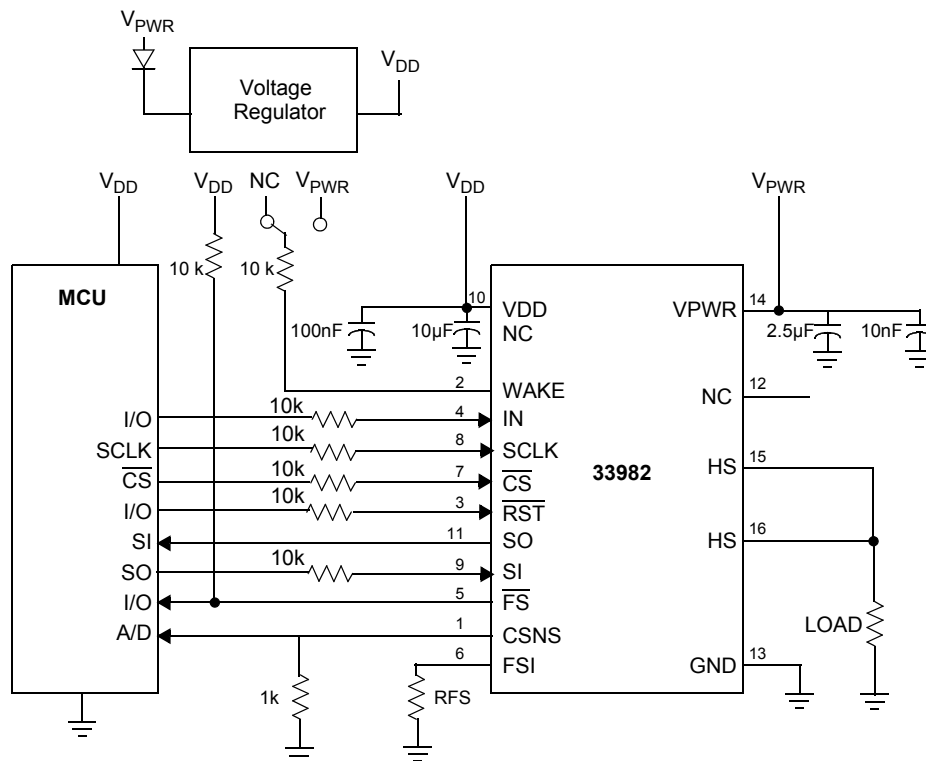 VPWR
VDD
Voltage
Regulator
VDD
VDD
NC
VPWR
VDD
VPWR
10 k
10 k
MCU
10
VDD
VPWR
14
100nF
10µF
NC
2.5µF
10nF
2
WAKE
NC
12
I/O
10k
4
IN
SCLK
10k
8
SCLK
HS
15
CS
10k
7
CS
33982
I/O
10k
3
RST
SI
11
SO
HS
16
SO
10k
9
SI
I/O
5
FS
A/D
1
CSNS
LOAD
6
FSI
GND
13
1k
RFS